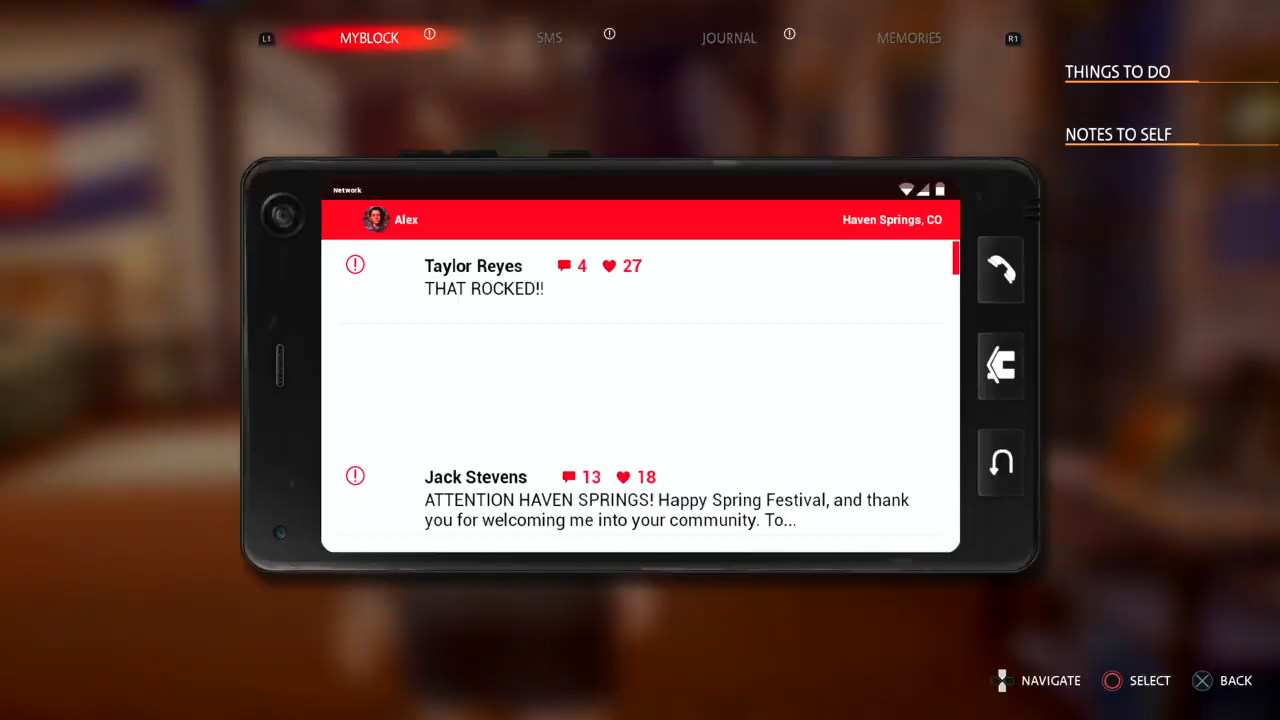 L1
MYBLOCK
SMS
JOURNAL
MEMORIES
R1
THINGS TO DO
NOTES TO SELF
Network
Alex
Haven Springs, CO
Taylor Reyes 4 27
THAT ROCKED!!
Jack Stevens 13 18
ATTENTION HAVEN SPRINGS! Happy Spring Festival, and thank
you for welcoming me into your community. To...
NAVIGATE SELECT BACK